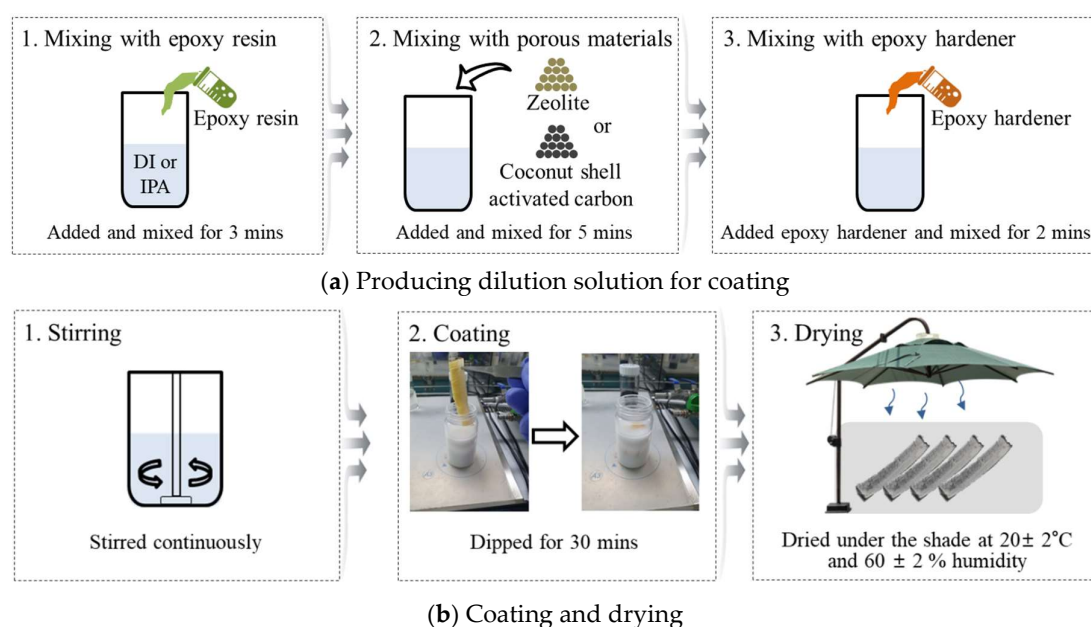 1. Mixing with epoxy resin
Epoxy resin
DI or
IPA
Added and mixed for 3 mins
2. Mixing with porous materials
Zeolite
or
Coconut shell
activated carbon
Added and mixed for 5 mins
3. Mixing with epoxy hardener
Epoxy hardener
Added epoxy hardener and mixed for 2 mins
(a) Producing dilution solution for coating
1. Stirring
Stirred continuously
2. Coating
Dipped for 30 mins
3. Drying
Dried under the shade at 20± 2°C
and 60 ± 2 % humidity
(b) Coating and drying